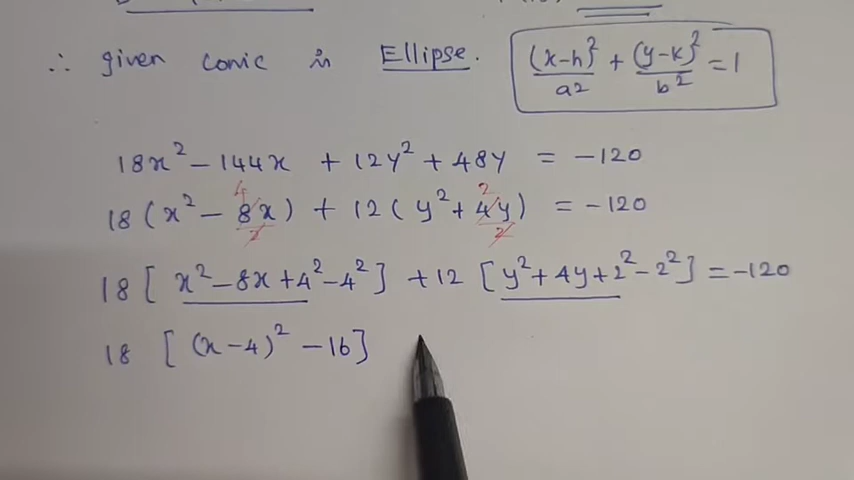 ∴ given conic is Ellipse. (x-h)²/a² + (y-k)²/b² = 1
18x² - 144x + 12y² + 48y = -120
18(x² - 8x) + 12(y² + 4y) = -120
18[x² - 8x + 4² - 4²] + 12[y² + 4y + 2² - 2²] = -120
18 [(x-4)² - 16]